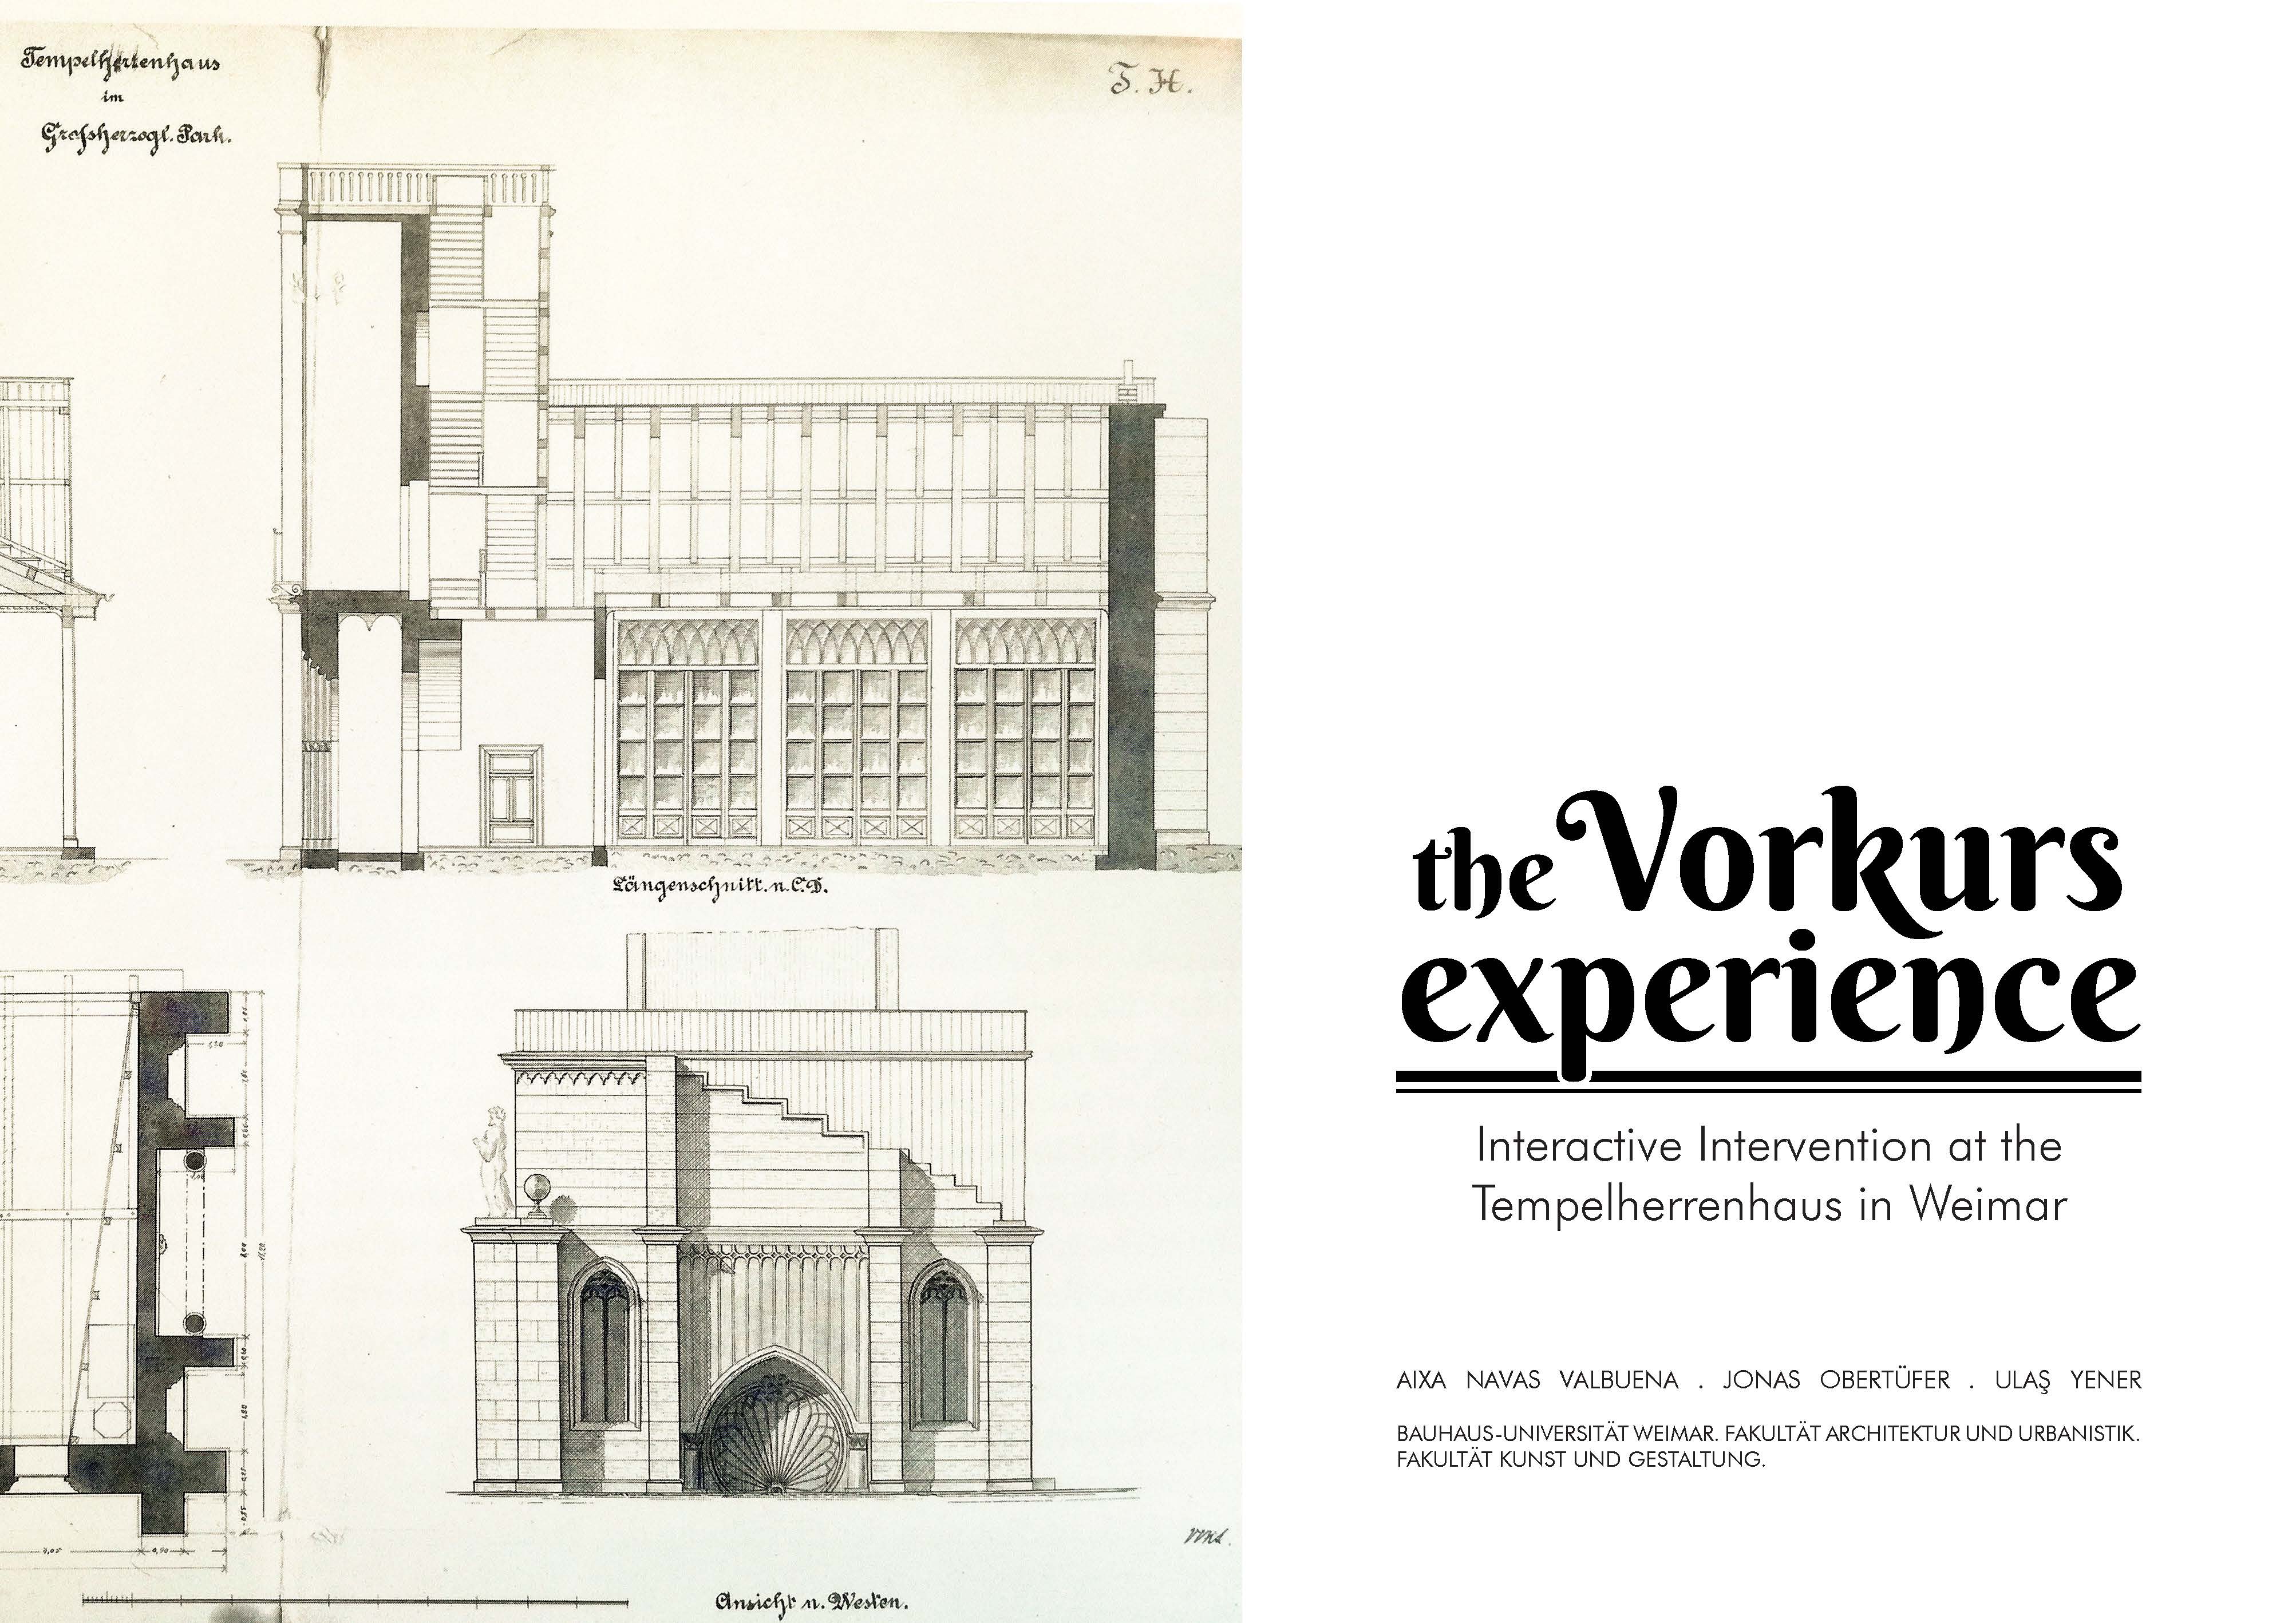 Tempelherrenhaus
im
Grofsherzogl. Park.
T. H.
Längenschnitt. n. C.D.
Ansicht n. Westen.
the Vorkurs
experience
Interactive Intervention at the
Tempelherrenhaus in Weimar
AIXA NAVAS VALBUENA . JONAS OBERTÜFER . ULAŞ YENER
BAUHAUS-UNIVERSITÄT WEIMAR. FAKULTÄT ARCHITEKTUR UND URBANISTIK.
FAKULTÄT KUNST UND GESTALTUNG.